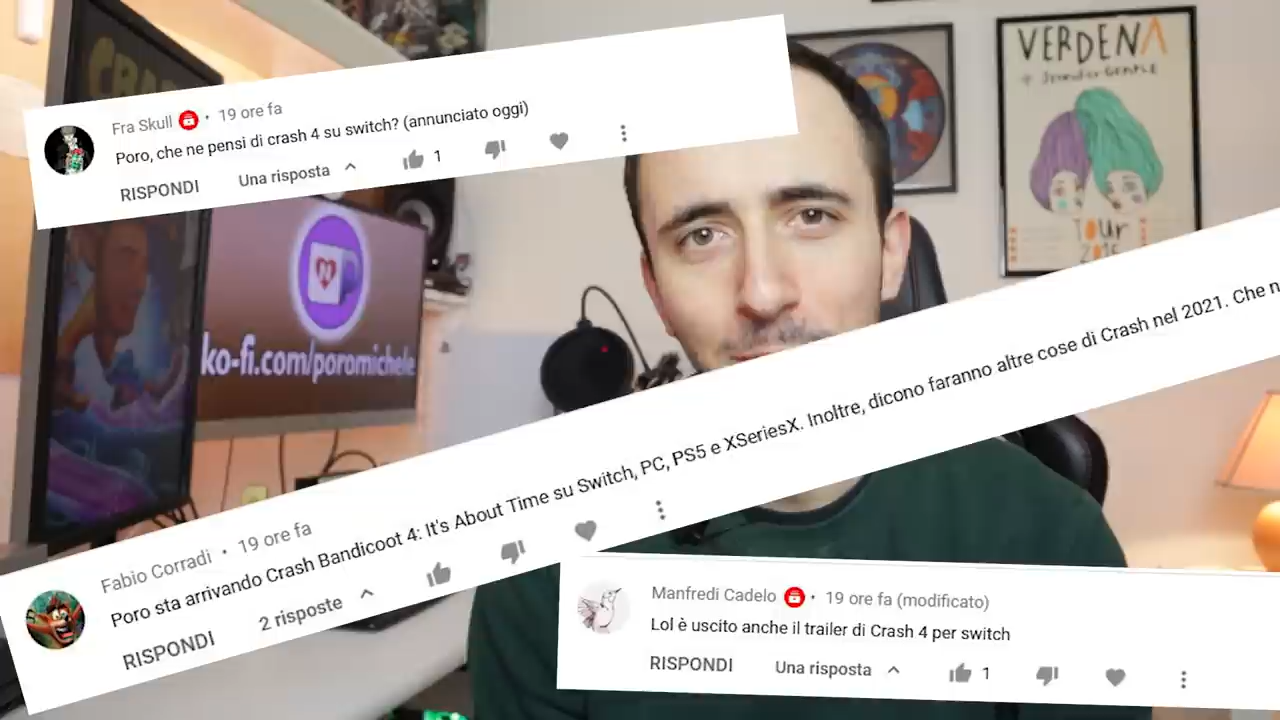 VERDENA
TOUR
Fra Skull • 19 ore fa
Poro, che ne pensi di crash 4 su switch? (annunciato oggi)
RISPONDI Una risposta 1
ko-fi.com/poromichele
Fabio Corradi • 19 ore fa
Poro sta arrivando Crash Bandicoot 4: It's About Time su Switch, PC, PS5 e XSeriesX. Inoltre, dicono faranno altre cose di Crash nel 2021. Che n
RISPONDI 2 risposte
Manfredi Cadelo • 19 ore fa (modificato)
Lol è uscito anche il trailer di Crash 4 per switch
RISPONDI Una risposta 1